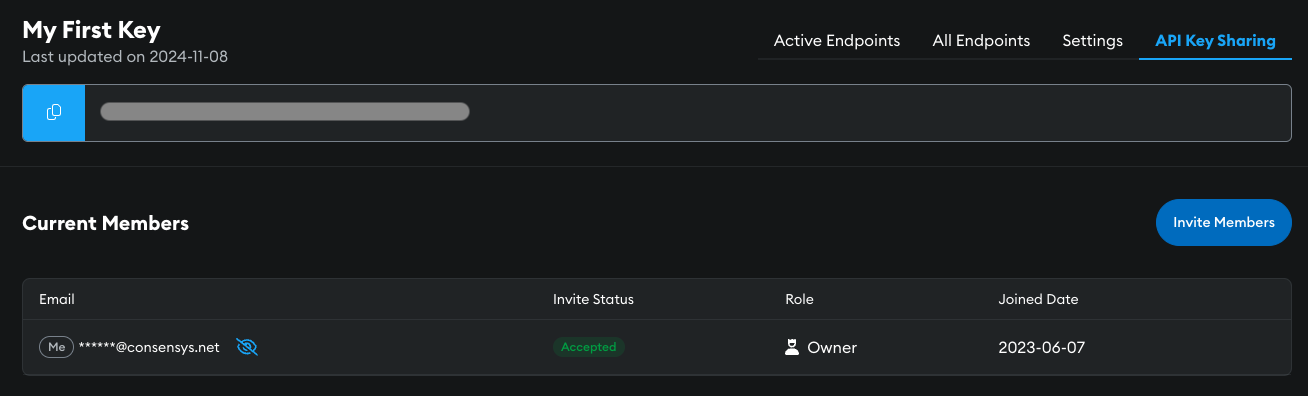 My First Key
Last updated on 2024-11-08
Active Endpoints All Endpoints Settings API Key Sharing
Current Members
Invite Members
Email Invite Status Role Joined Date
Me ******@consensys.net Accepted Owner 2023-06-07